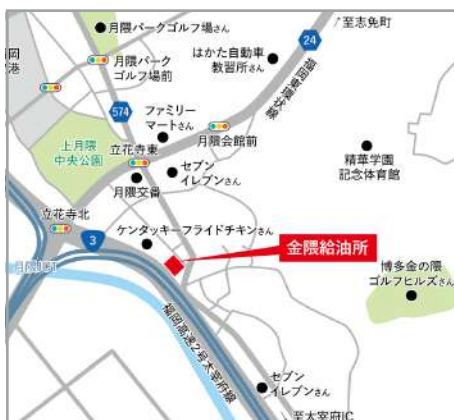 月隈パークゴルフ場さん
至志免町
24
はかた自動車
教習所さん
福岡東環状線
月隈パーク
ゴルフ場前
港
574
ファミリー
マートさん
月隈会館前
上月隈
中央公園
立花寺東
セブン
イレブンさん
精華学園
記念体育館
月隈交番
立花寺北
3
ケンタッキーフライドチキンさん
金隈給油所
月隈JCT
博多金の隈
ゴルフヒルズさん
福岡高速2号太宰府線
セブン
イレブンさん
至太宰府IC